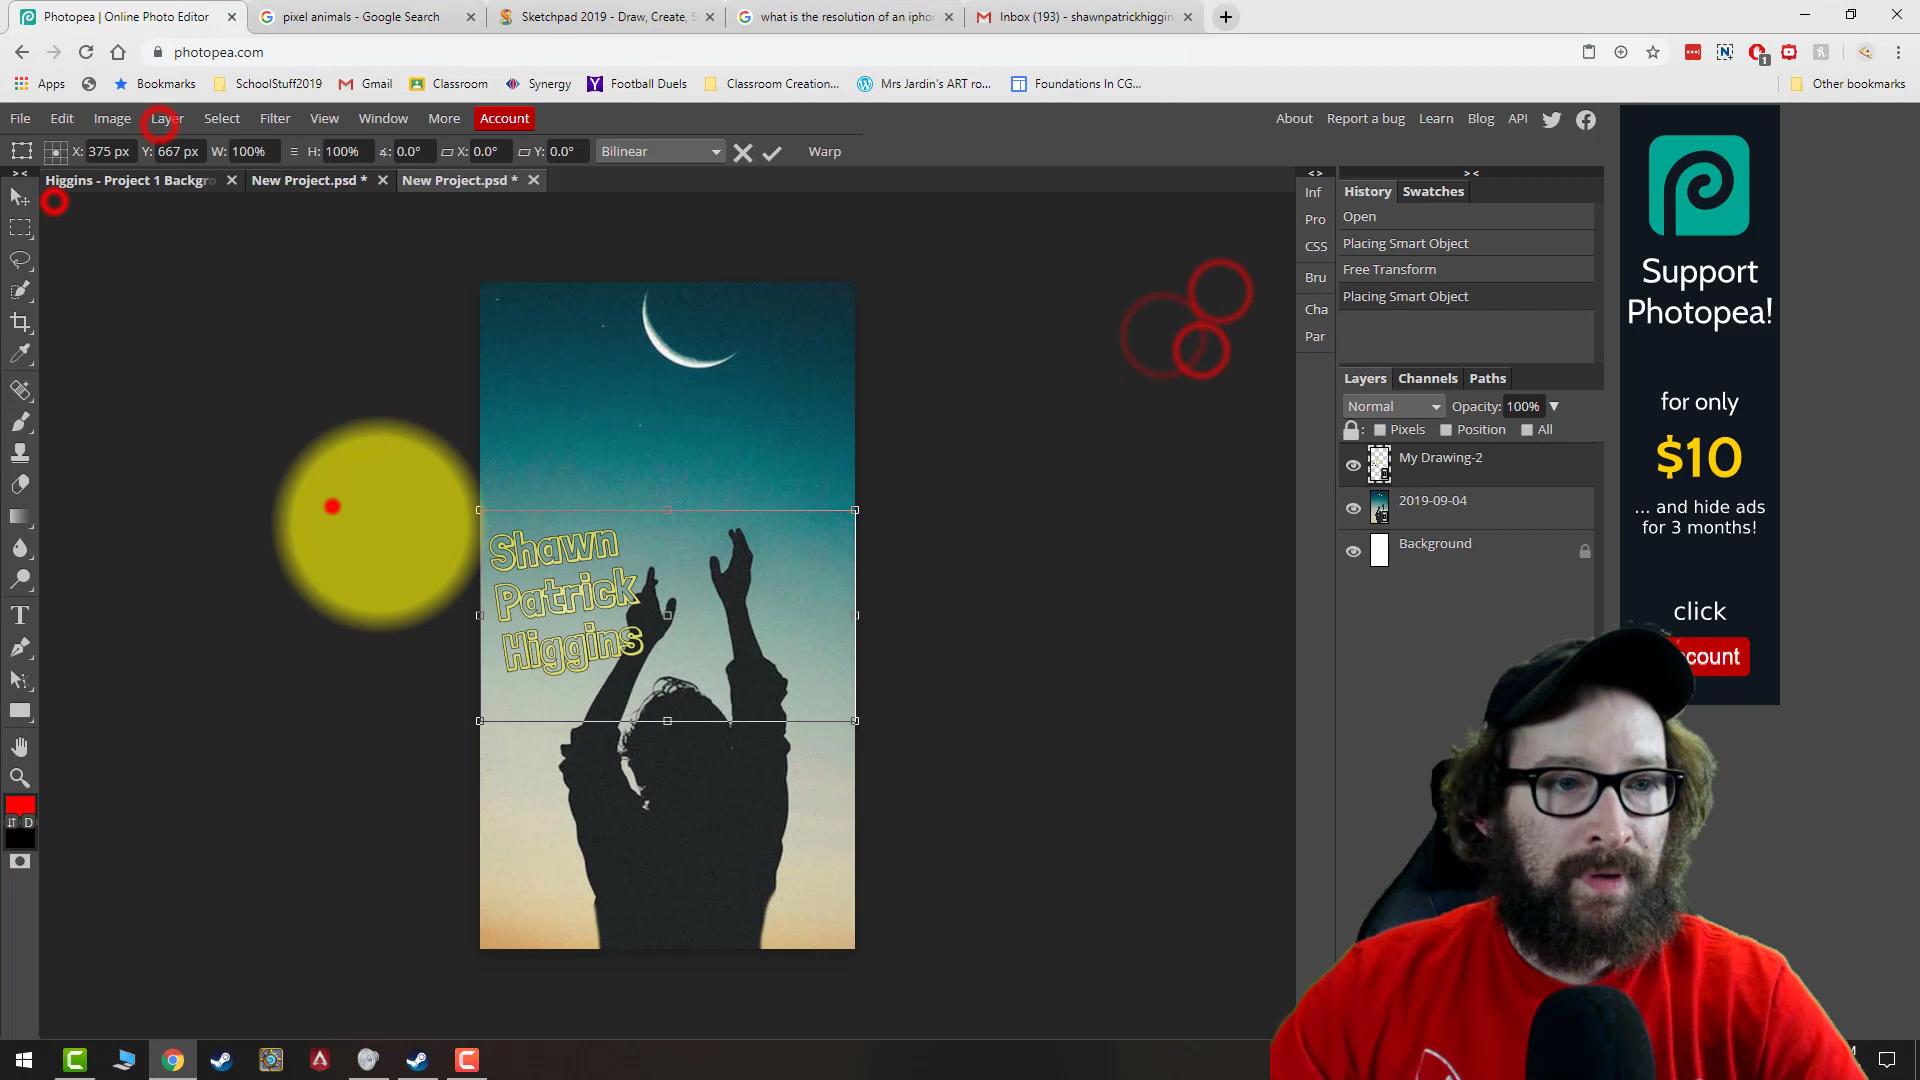 Photopea | Online Photo Editor
pixel animals - Google Search
Sketchpad 2019 - Draw, Create, S
what is the resolution of an ipho
Inbox (193) - shawnpatrickhiggin
photopea.com
Apps
Bookmarks
SchoolStuff2019
Gmail
Classroom
Synergy
Football Duels
Classroom Creation...
Mrs Jardin's ART ro...
Foundations In CG...
Other bookmarks
File Edit Image Layer Select Filter View Window More Account
About Report a bug Learn Blog API
X: 375 px Y: 667 px W: 100% = H: 100% 0.0° X: 0.0° Y: 0.0° Bilinear Warp
Higgins - Project 1 Backgro
New Project.psd *
New Project.psd *
> <
< >
> <
Inf
Pro
CSS
Bru
Cha
Par
History Swatches
Open
Placing Smart Object
Free Transform
Placing Smart Object
Layers Channels Paths
Normal Opacity: 100%
Pixels Position All
My Drawing-2
2019-09-04
Background
Shawn
Patrick
Higgins
D
Support
Photopea!
for only
$10
... and hide ads
for 3 months!
click
count